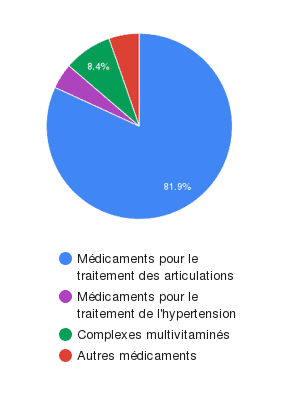 8.4%
81.9%
Médicaments pour le
traitement des articulations
Médicaments pour le
traitement de l'hypertension
Complexes multivitaminés
Autres médicaments